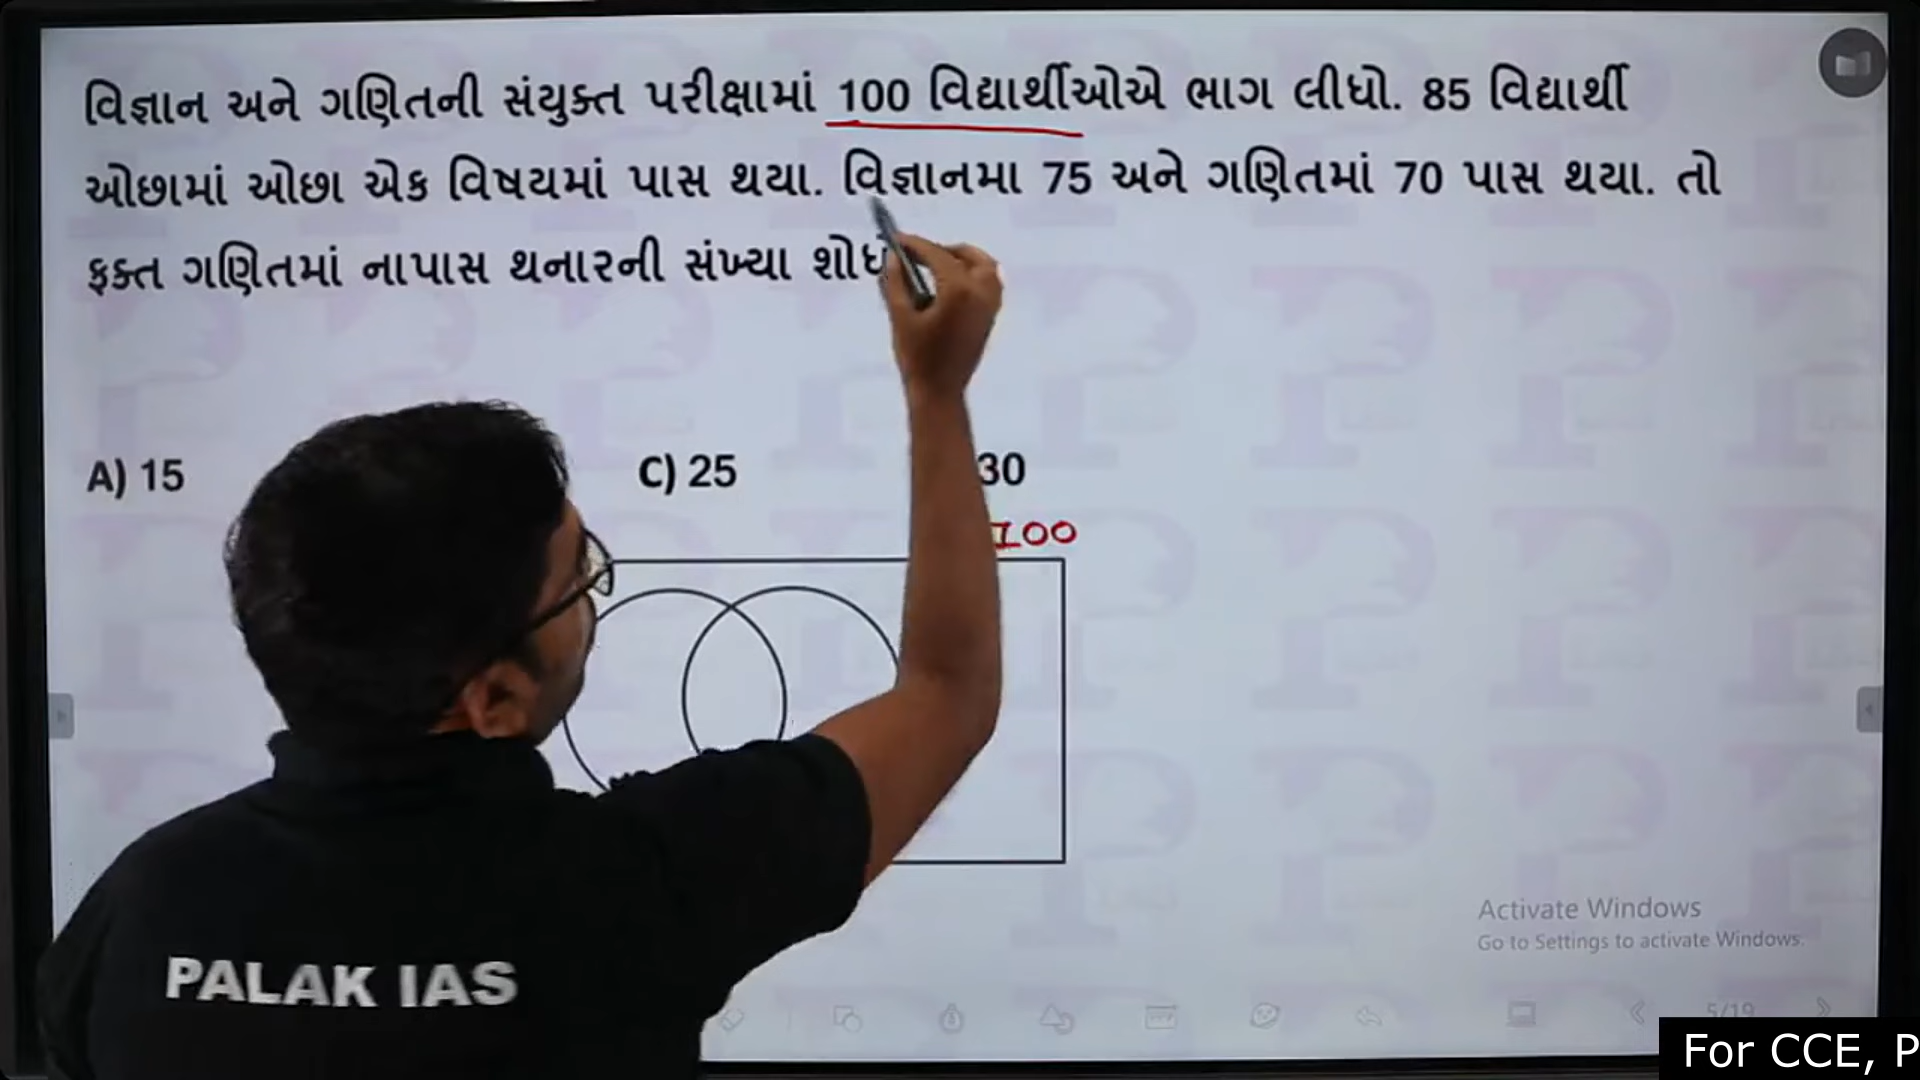 વિજ્ઞાન અને ગણિતની સંયુક્ત પરીક્ષામાં 100 વિદ્યાર્થીઓએ ભાગ લીધો. 85 વિદ્યાર્થી
ઓછામાં ઓછા એક વિષયમાં પાસ થયા. વિજ્ઞાનમા 75 અને ગણિતમાં 70 પાસ થયા. તો
ફક્ત ગણિતમાં નાપાસ થનારની સંખ્યા
A) 15 C) 25 30
100
PALAK IAS
Activate Windows
Go to Settings to activate Windows.
5/19
For CCE, P